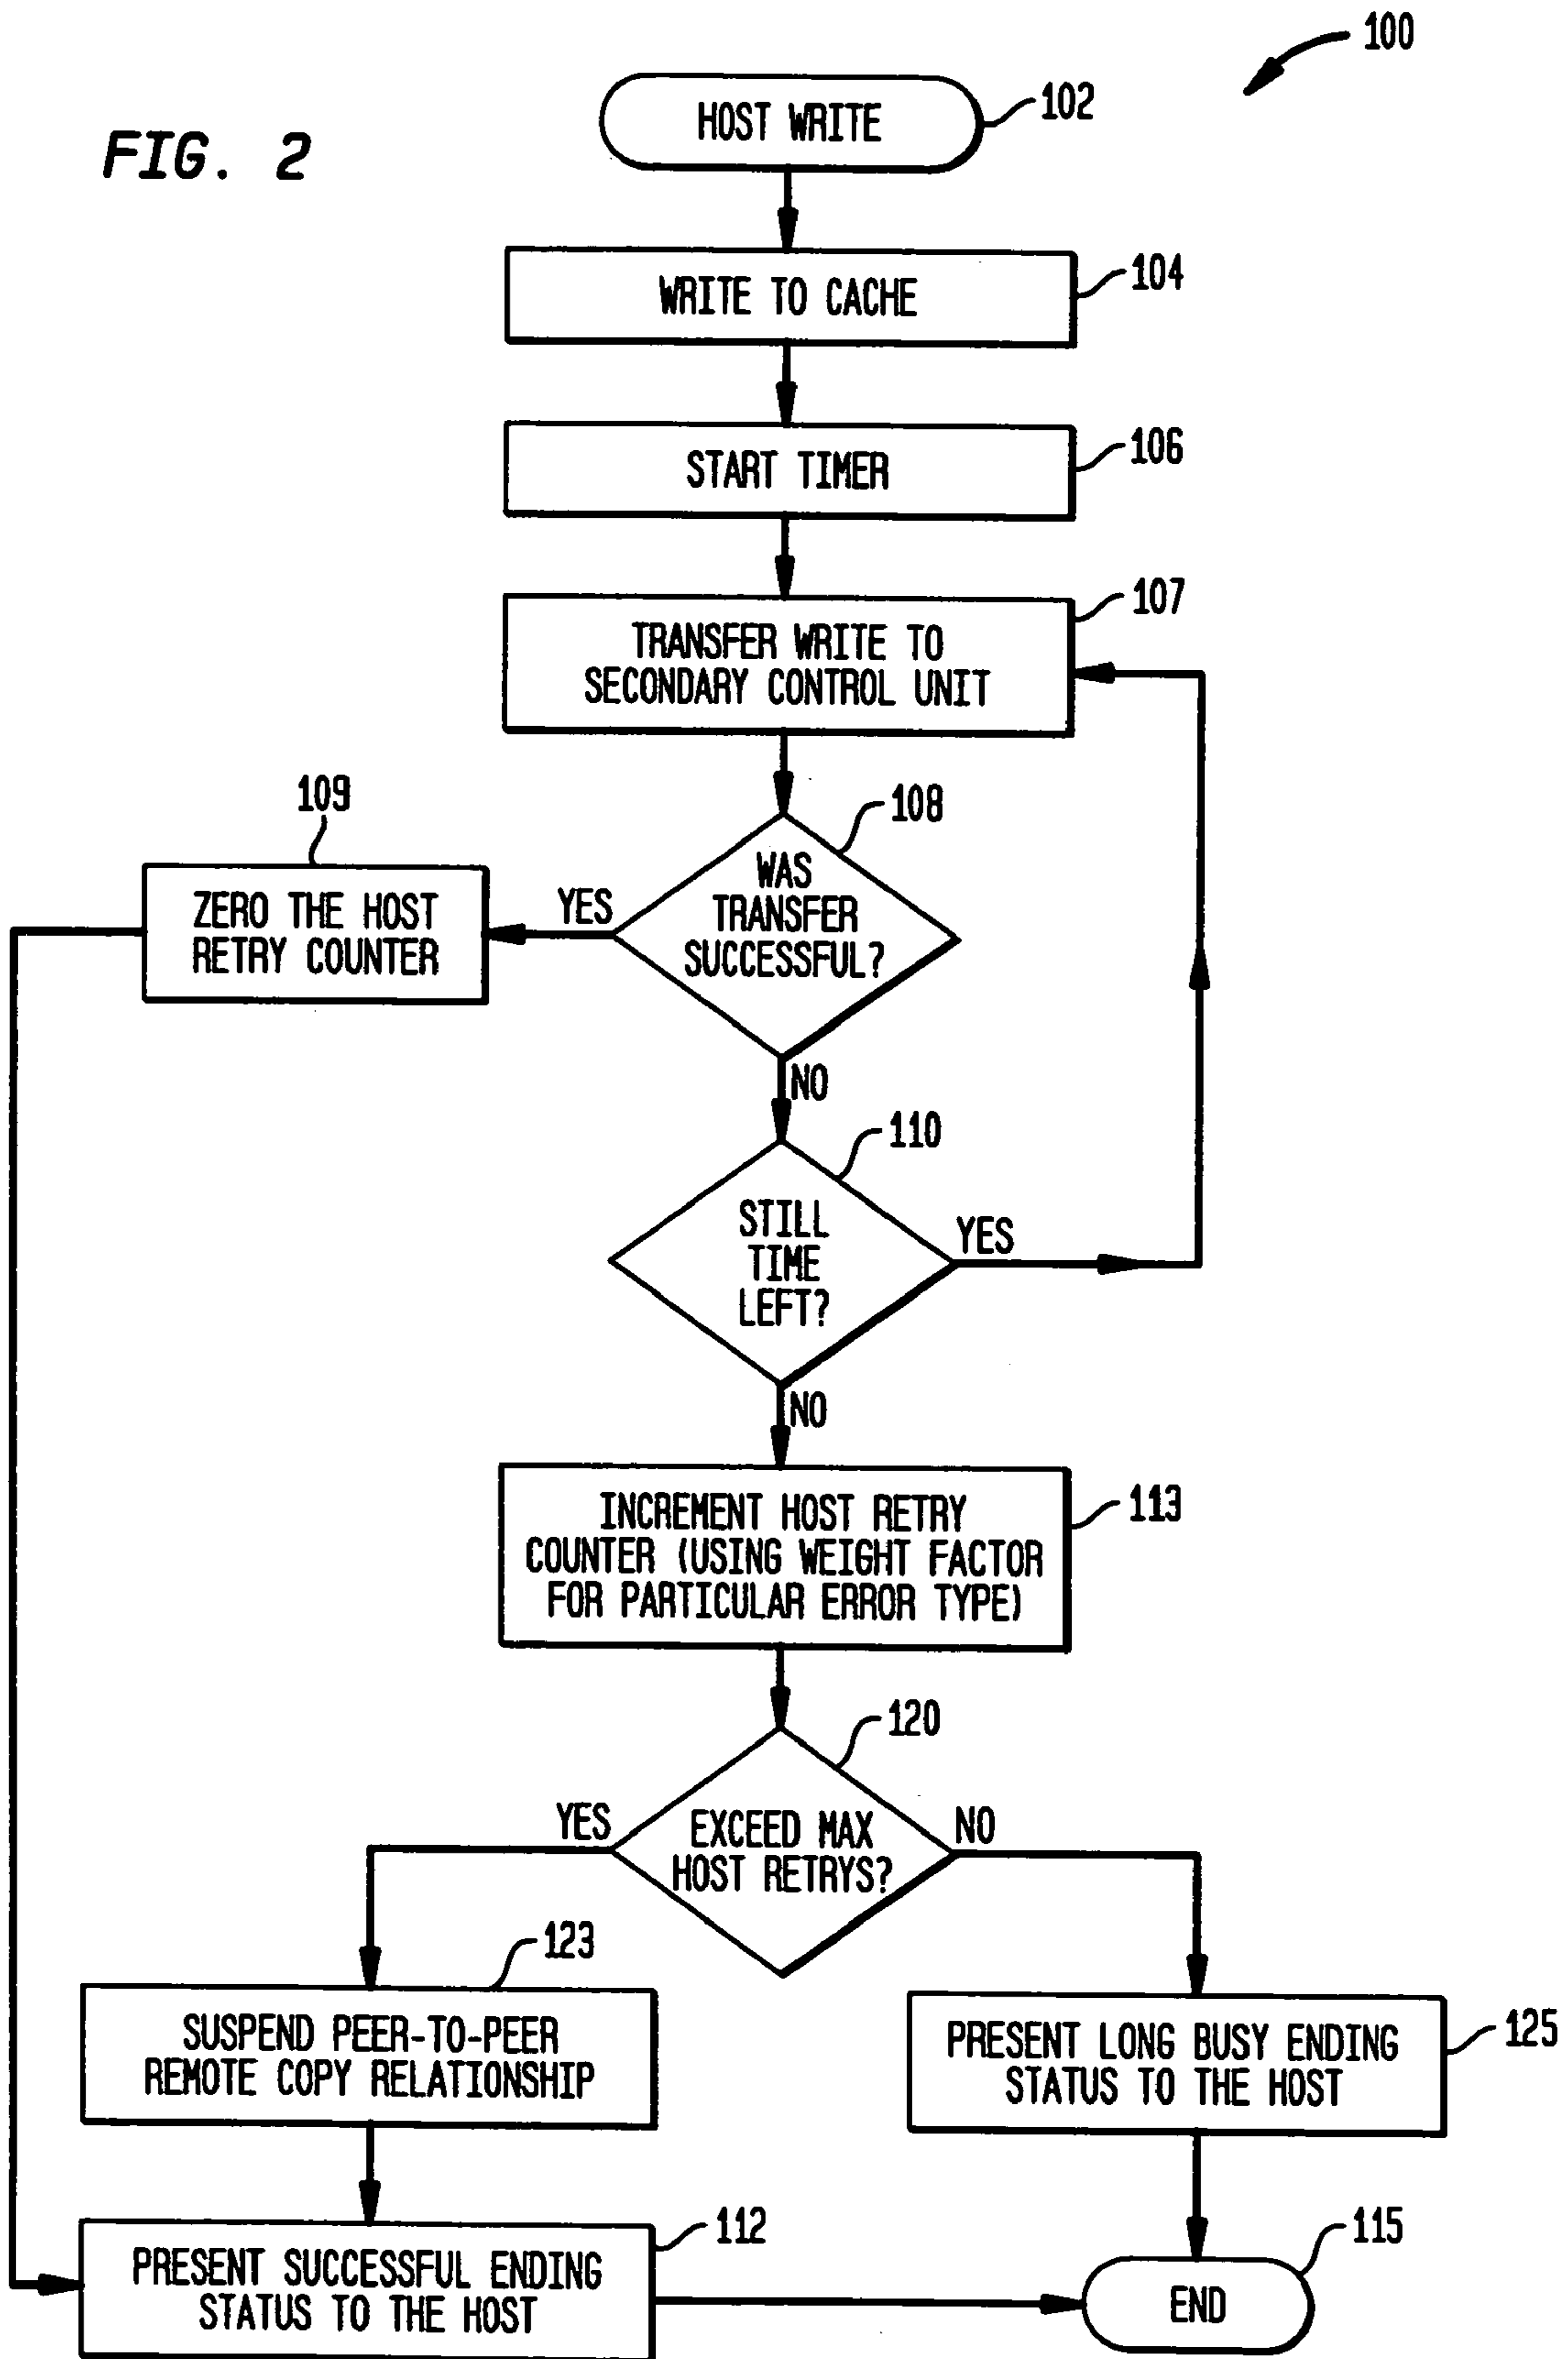 100
FIG. 2
HOST WRITE
102
WRITE TO CACHE
104
START TIMER
106
TRANSFER WRITE TO
SECONDARY CONTROL UNIT
107
WAS
TRANSFER
SUCCESSFUL?
108
YES
109
ZERO THE HOST
RETRY COUNTER
NO
STILL
TIME
LEFT?
110
YES
NO
INCREMENT HOST RETRY
COUNTER (USING WEIGHT FACTOR
FOR PARTICULAR ERROR TYPE)
113
EXCEED MAX
HOST RETRYS?
120
YES
NO
123
SUSPEND PEER-TO-PEER
REMOTE COPY RELATIONSHIP
PRESENT LONG BUSY ENDING
STATUS TO THE HOST
125
PRESENT SUCCESSFUL ENDING
STATUS TO THE HOST
112
END
115